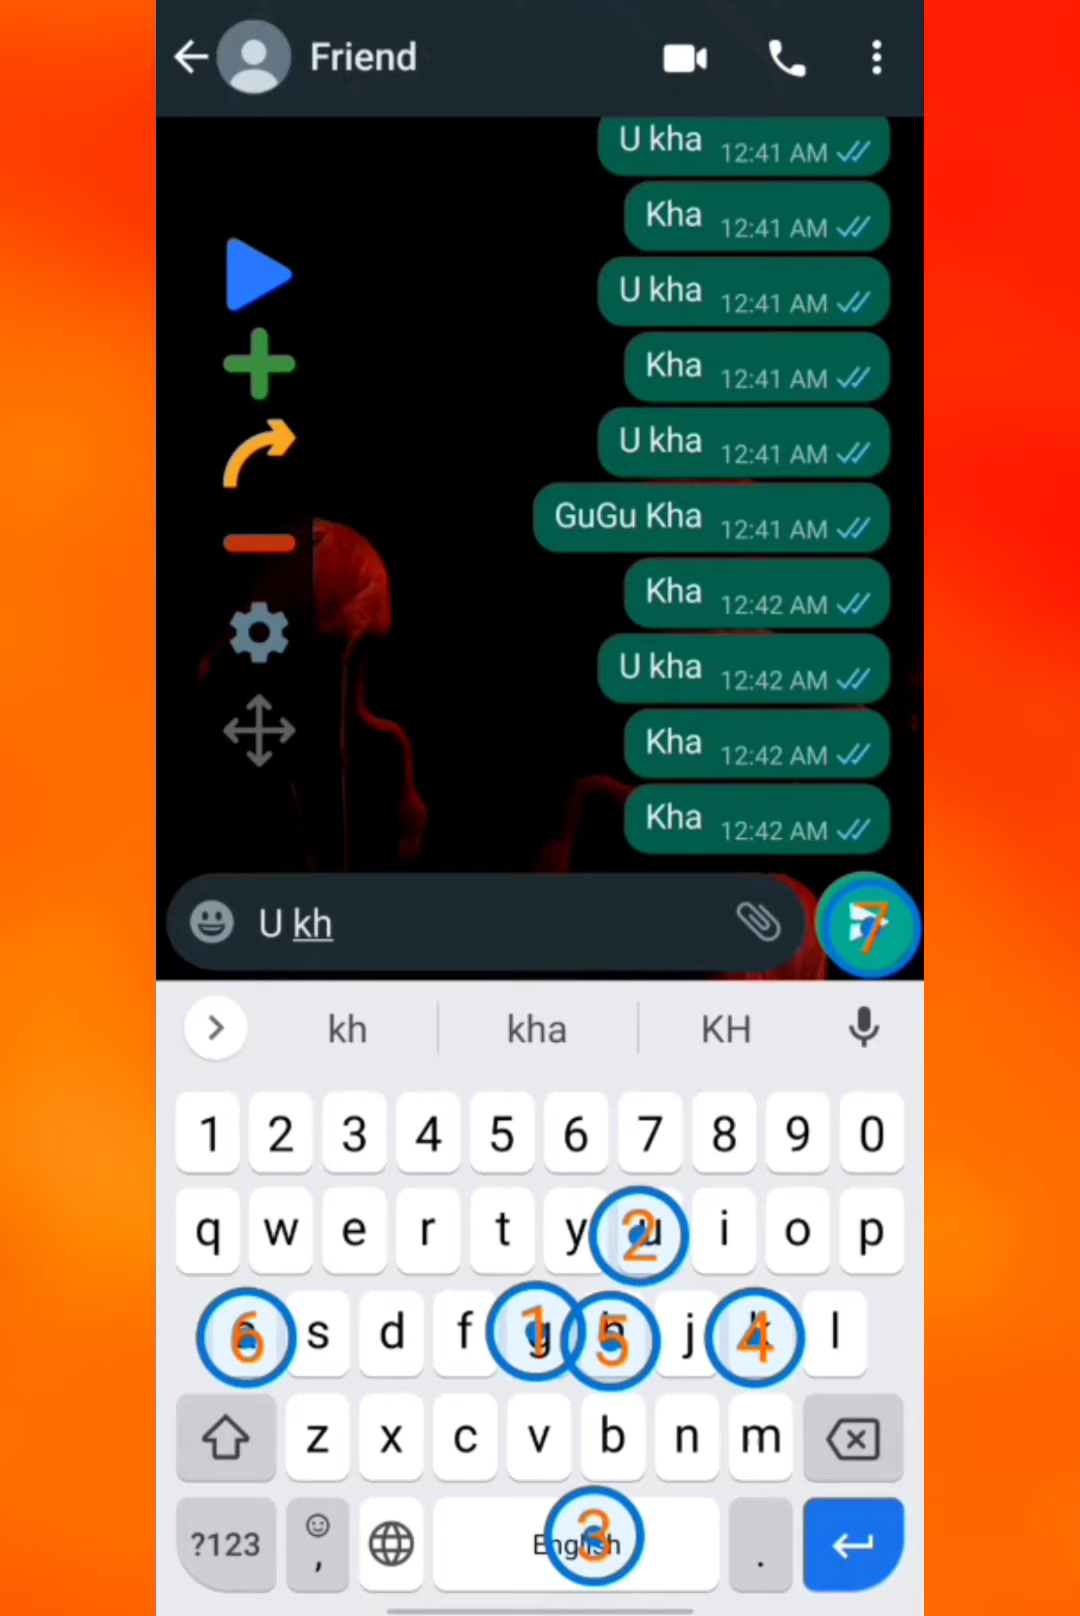 Friend
U kha 12:41 AM
Kha 12:41 AM
U kha 12:41 AM
Kha 12:41 AM
U kha 12:41 AM
GuGu Kha 12:41 AM
Kha 12:42 AM
U kha 12:42 AM
Kha 12:42 AM
Kha 12:42 AM
U kh
7
kh kha KH
1 2 3 4 5 6 7 8 9 0
q w e r t y u i o p
2
a s d f g h j k l
6 1 5 4
z x c v b n m
?123 , English .
3